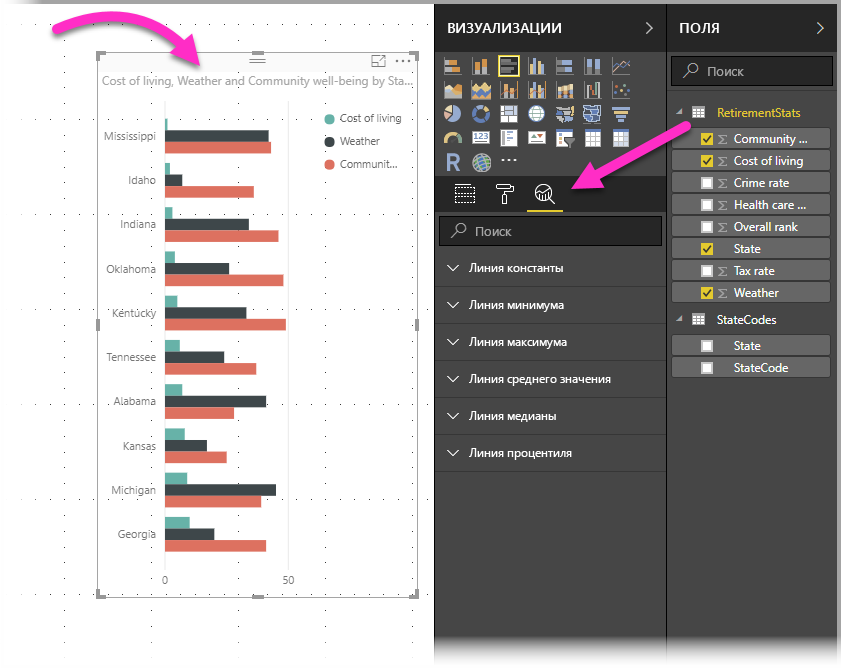 Cost of living, Weather and Community well-being by Sta...
Cost of living
Weather
Communit...
Mississippi
Idaho
Indiana
Oklahoma
Kentucky
Tennessee
Alabama
Kansas
Michigan
Georgia
0
50
ВИЗУАЛИЗАЦИИ
123
R
Поиск
Линия константы
Линия минимума
Линия максимума
Линия среднего значения
Линия медианы
Линия процентиля
ПОЛЯ
Поиск
RetirementStats
Σ Community ...
Σ Cost of living
Σ Crime rate
Σ Health care ...
Σ Overall rank
State
Σ Tax rate
Σ Weather
StateCodes
State
StateCode